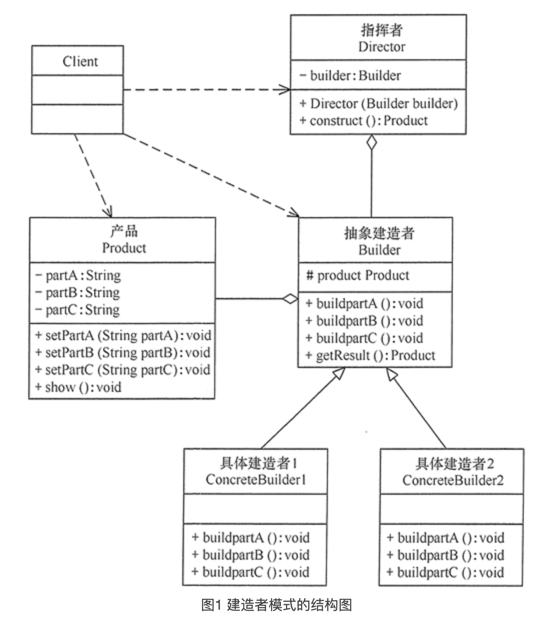 指挥者
Director
- builder:Builder
+ Director (Builder builder)
+ construct ():Product
Client
产品
Product
- partA:String
- partB:String
- partC:String
+ setPartA (String partA):void
+ setPartB (String partB):void
+ setPartC (String partC):void
+ show ():void
抽象建造者
Builder
# product Product
+ buildpartA ():void
+ buildpartB ():void
+ buildpartC ():void
+ getResult ():Product
具体建造者1
ConcreteBuilder1
+ buildpartA ():void
+ buildpartB ():void
+ buildpartC ():void
具体建造者2
ConcreteBuilder2
+ buildpartA ():void
+ buildpartB ():void
+ buildpartC ():void
图1 建造者模式的结构图